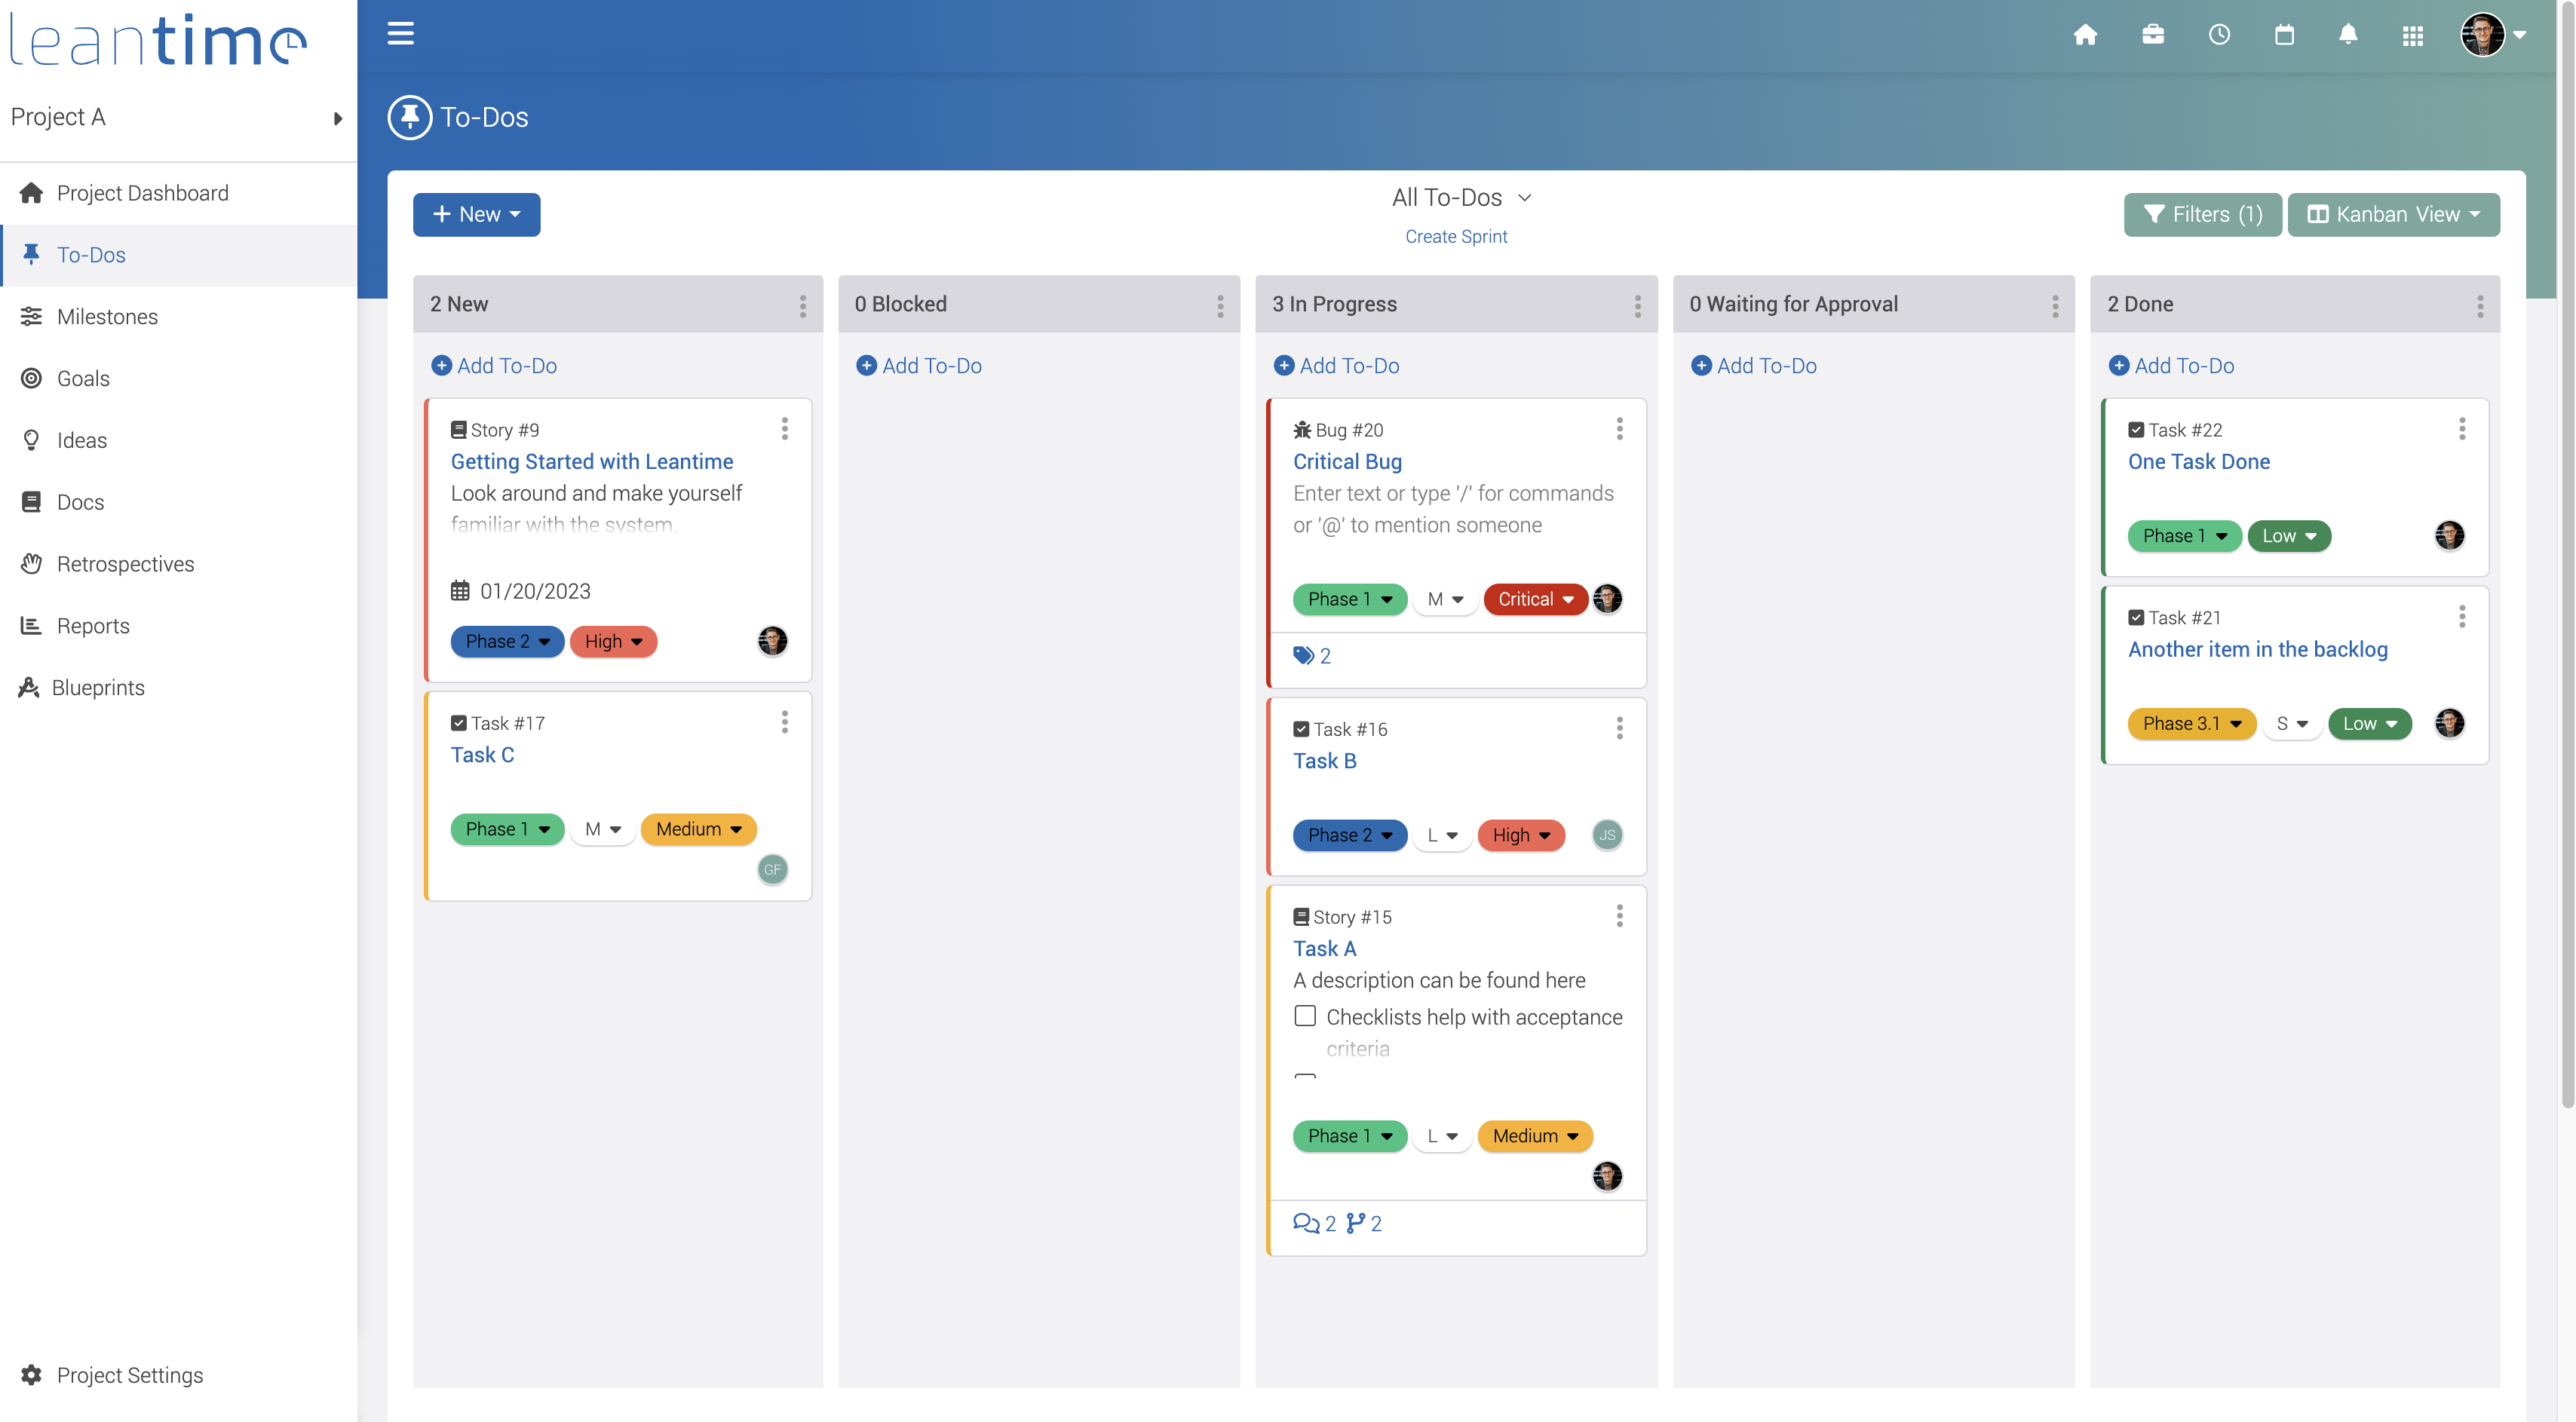 leantime
Project A
Project Dashboard
To-Dos
Milestones
Goals
Ideas
Docs
Retrospectives
Reports
Blueprints
Project Settings
To-Dos
New
All To-Dos
Create Sprint
Filters (1)
Kanban View
2 New
Add To-Do
Story #9
Getting Started with Leantime
Look around and make yourself
familiar with the system.
01/20/2023
Phase 2 High
Task #17
Task C
Phase 1 M Medium
GF
0 Blocked
Add To-Do
3 In Progress
Add To-Do
Bug #20
Critical Bug
Enter text or type '/' for commands
or '@' to mention someone
Phase 1 M Critical
2
Task #16
Task B
Phase 2 L High JS
Story #15
Task A
A description can be found here
Checklists help with acceptance
criteria
Phase 1 L Medium
2 2
0 Waiting for Approval
Add To-Do
2 Done
Add To-Do
Task #22
One Task Done
Phase 1 Low
Task #21
Another item in the backlog
Phase 3.1 S Low